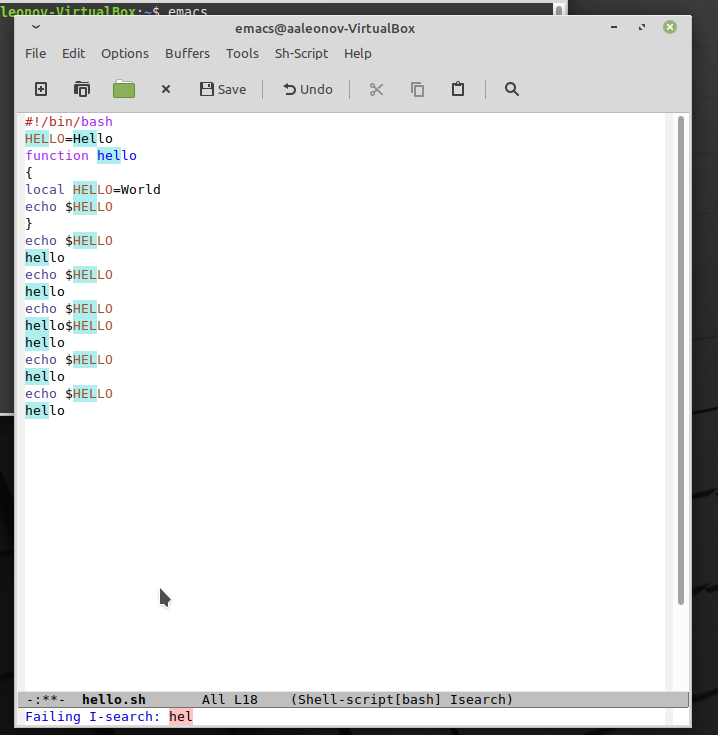 leonov-VirtualBox:~$ emacs
emacs@aaleonov-VirtualBox
File Edit Options Buffers Tools Sh-Script Help
Save Undo
#!/bin/bash
HELLO=Hello
function hello
{
local HELLO=World
echo $HELLO
}
echo $HELLO
hello
echo $HELLO
hello
echo $HELLO
hello$HELLO
hello
echo $HELLO
hello
echo $HELLO
hello
-:**- hello.sh All L18 (Shell-script[bash] Isearch)
Failing I-search: hel